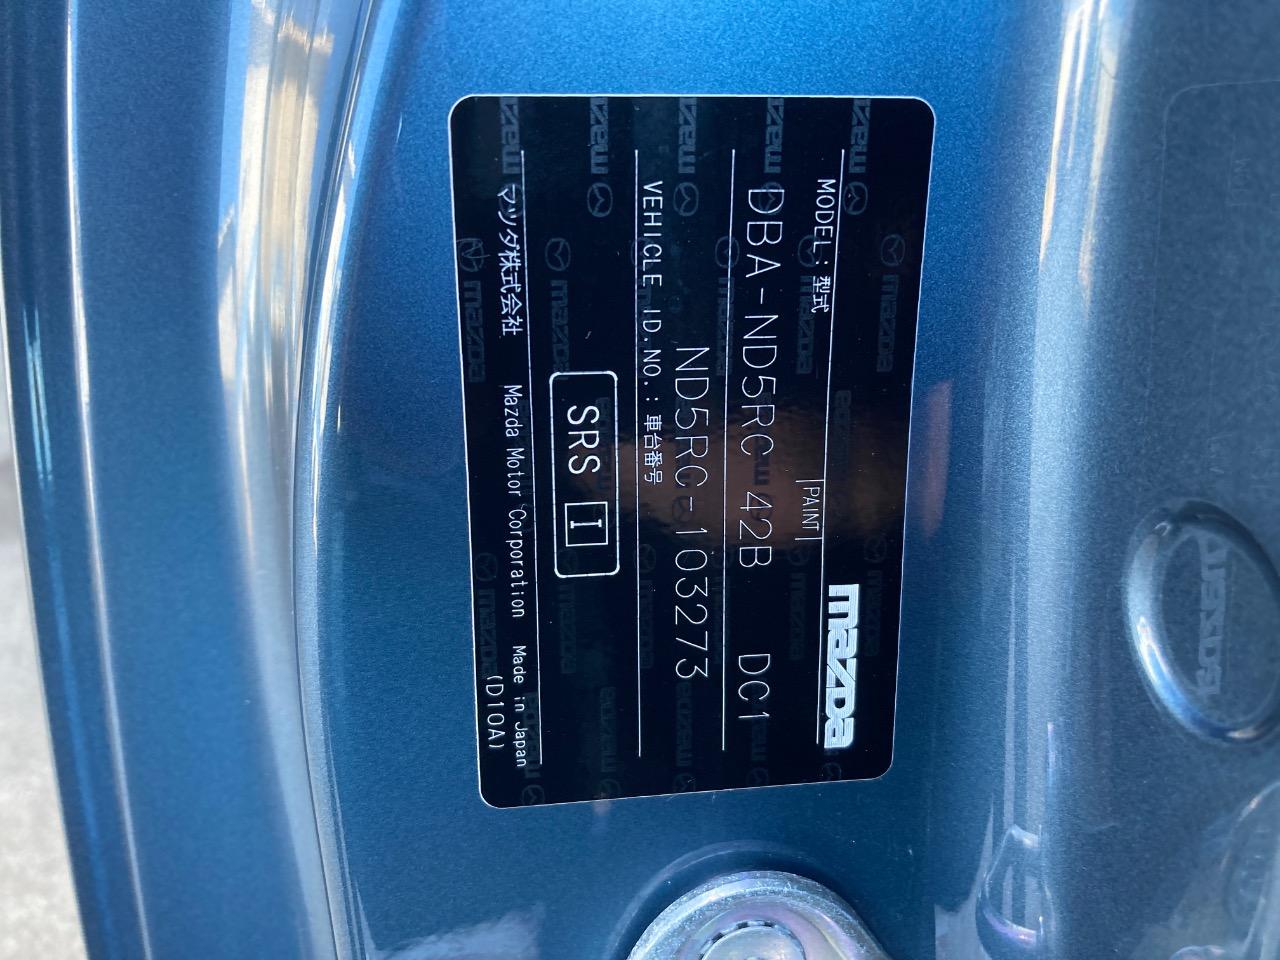 mazda
MODEL:型式 PAINT
DBA-ND5RC 42B DC1
VEHICLE ID.NO.:車台番号
ND5RC-103273
SRS I
マツダ株式会社 Mazda Motor Corporation Made in Japan
(D10A)